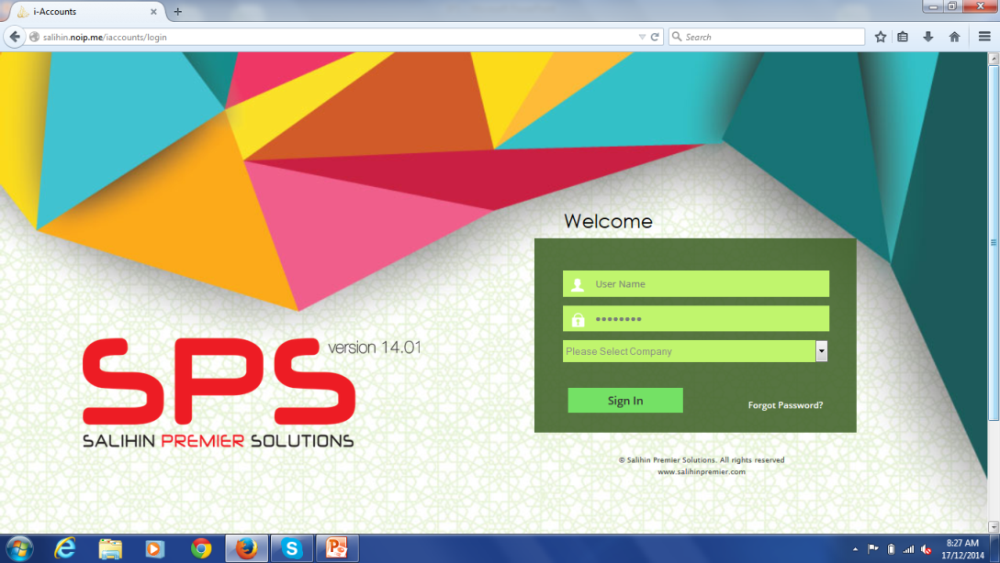 i-Accounts
salihin.noip.me/iaccounts/login
Search
Welcome
User Name
••••••••
Please Select Company
Sign In
Forgot Password?
© Salihin Premier Solutions. All rights reserved
www.salihinpremier.com
SPS version 14.01
SALIHIN PREMIER SOLUTIONS
8:27 AM
17/12/2014